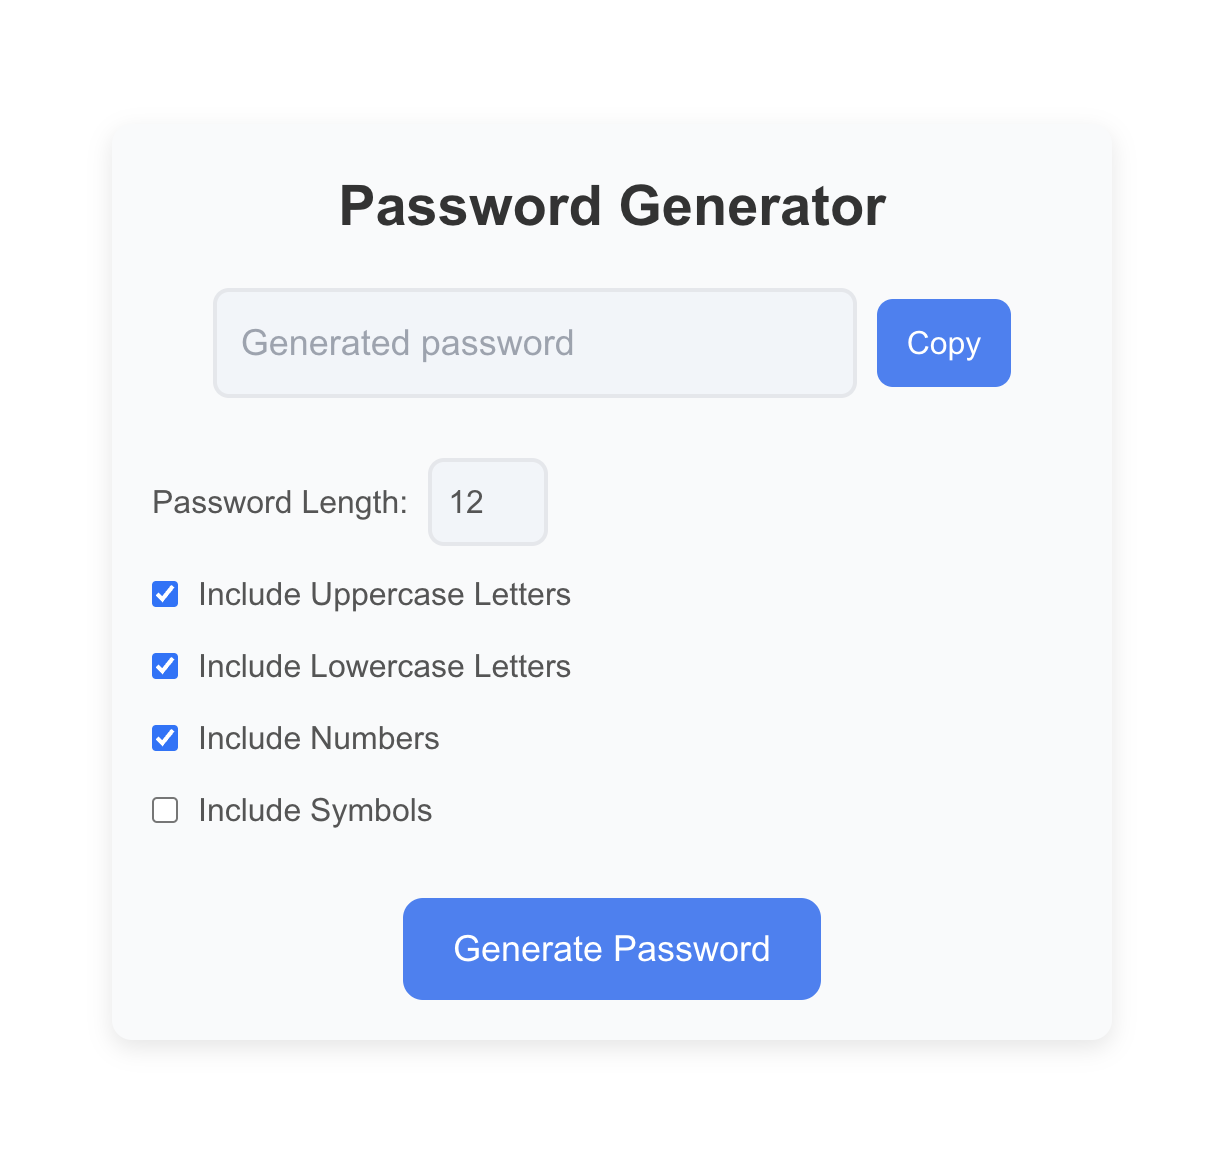 Password Generator
Generated password
Copy
Password Length: 12
Include Uppercase Letters
Include Lowercase Letters
Include Numbers
Include Symbols
Generate Password